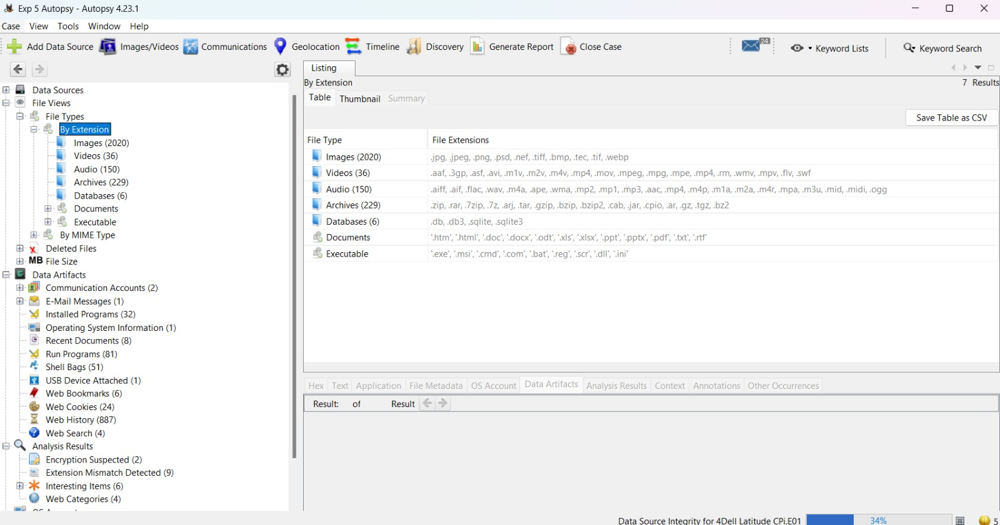 Exp 5 Autopsy - Autopsy 4.23.1
Case View Tools Window Help
Add Data Source Images/Videos Communications Geolocation Timeline Discovery Generate Report Close Case 24 Keyword Lists Keyword Search
Data Sources
File Views
File Types
By Extension
Images (2020)
Videos (36)
Audio (150)
Archives (229)
Databases (6)
Documents
Executable
By MIME Type
Deleted Files
MB File Size
Data Artifacts
Communication Accounts (2)
E-Mail Messages (1)
Installed Programs (32)
Operating System Information (1)
Recent Documents (8)
Run Programs (81)
Shell Bags (51)
USB Device Attached (1)
Web Bookmarks (6)
Web Cookies (24)
Web History (887)
Web Search (4)
Analysis Results
Encryption Suspected (2)
Extension Mismatch Detected (9)
Interesting Items (6)
Web Categories (4)
Listing
By Extension 7 Results
Table Thumbnail Summary
Save Table as CSV
File Type File Extensions
Images (2020) .jpg, .jpeg, .png, .psd, .nef, .tiff, .bmp, .tec, .tif, .webp
Videos (36) .aaf, .3gp, .asf, .avi, .m1v, .m2v, .m4v, .mp4, .mov, .mpeg, .mpg, .mpe, .mp4, .rm, .wmv, .mpv, .flv, .swf
Audio (150) .aiff, .aif, .flac, .wav, .m4a, .ape, .wma, .mp2, .mp1, .mp3, .aac, .mp4, .m4p, .m1a, .m2a, .m4r, .mpa, .m3u, .mid, .midi, .ogg
Archives (229) .zip, .rar, .7zip, .7z, .arj, .tar, .gzip, .bzip, .bzip2, .cab, .jar, .cpio, .ar, .gz, .tgz, .bz2
Databases (6) .db, .db3, .sqlite, .sqlite3
Documents '.htm', '.html', '.doc', '.docx', '.odt', '.xls', '.xlsx', '.ppt', '.pptx', '.pdf', '.txt', '.rtf'
Executable '.exe', '.msi', '.cmd', '.com', '.bat', '.reg', '.scr', '.dll', '.ini'
Hex Text Application File Metadata OS Account Data Artifacts Analysis Results Context Annotations Other Occurrences
Result: of Result
Data Source Integrity for 4Dell Latitude CPi.E01 34% 5